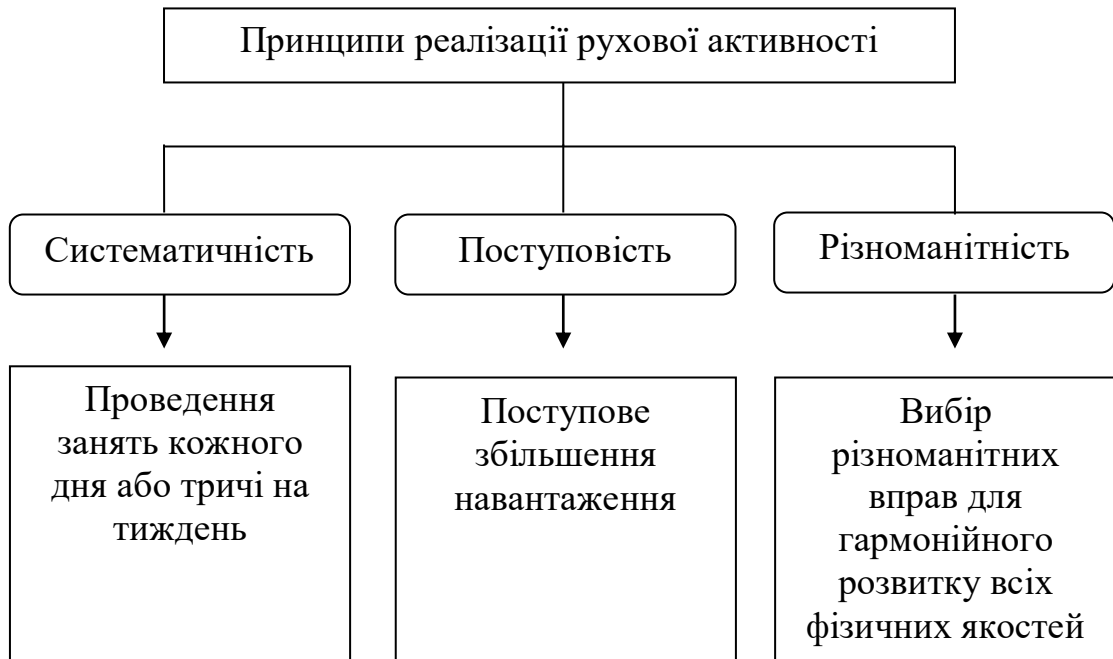 Принципи реалізації рухової активності
Систематичність
Поступовість
Різноманітність
Проведення
занять кожного
дня або тричі на
тиждень
Поступове
збільшення
навантаження
Вибір
різноманітних
вправ для
гармонійного
розвитку всіх
фізичних якостей